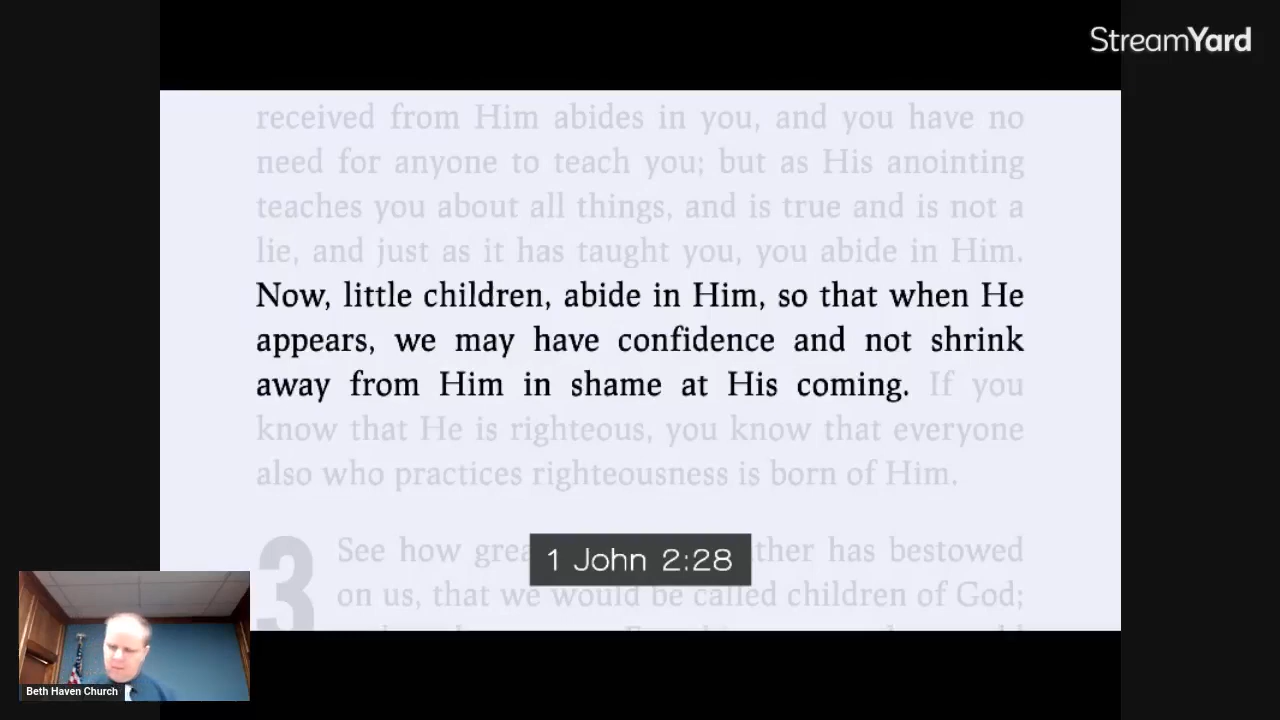 StreamYard
received from Him abides in you, and you have no
need for anyone to teach you; but as His anointing
teaches you about all things, and is true and is not a
lie, and just as it has taught you, you abide in Him.
Now, little children, abide in Him, so that when He
appears, we may have confidence and not shrink
away from Him in shame at His coming. If you
know that He is righteous, you know that everyone
also who practices righteousness is born of Him.
3 See how ther has bestowed
on us, that we would be called children of God;
1 John 2:28
Beth Haven Church